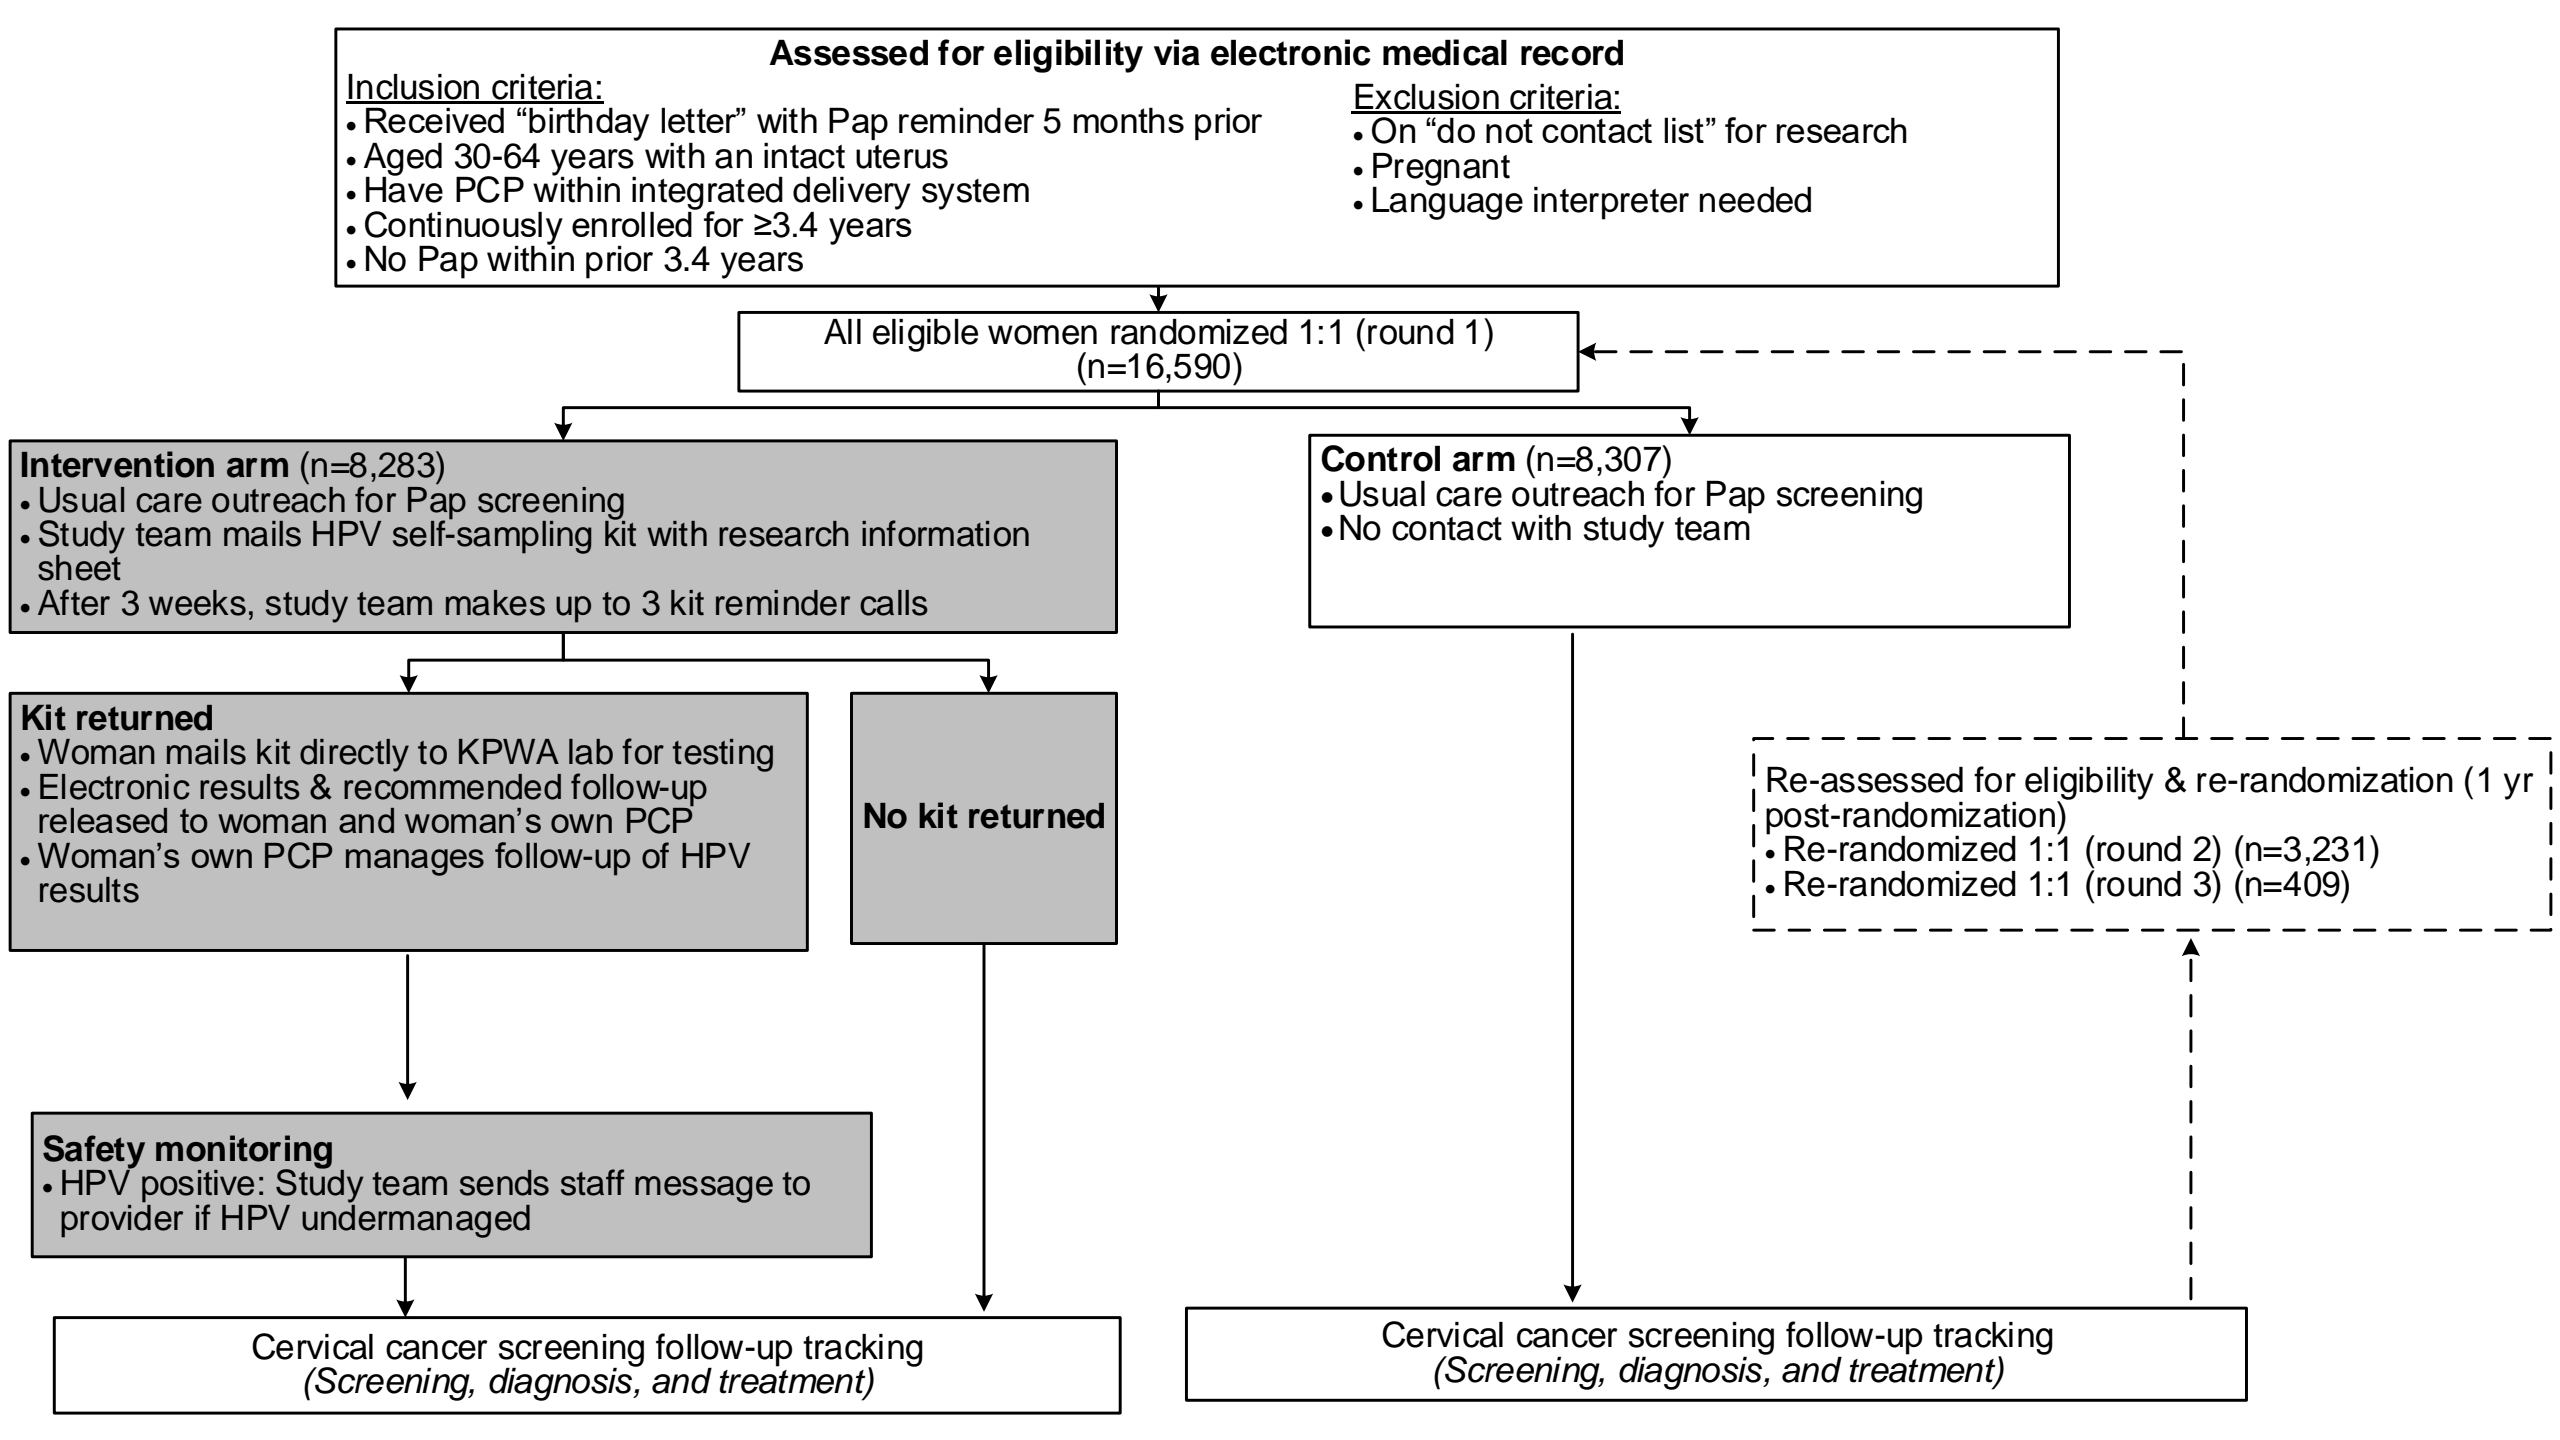 Assessed for eligibility via electronic medical record
Inclusion criteria:
• Received “birthday letter” with Pap reminder 5 months prior
• Aged 30-64 years with an intact uterus
• Have PCP within integrated delivery system
• Continuously enrolled for ≥3.4 years
• No Pap within prior 3.4 years
Exclusion criteria:
• On “do not contact list” for research
• Pregnant
• Language interpreter needed
All eligible women randomized 1:1 (round 1)
(n=16,590)
Intervention arm (n=8,283)
• Usual care outreach for Pap screening
• Study team mails HPV self-sampling kit with research information
sheet
• After 3 weeks, study team makes up to 3 kit reminder calls
Control arm (n=8,307)
• Usual care outreach for Pap screening
• No contact with study team
Kit returned
• Woman mails kit directly to KPWA lab for testing
• Electronic results & recommended follow-up
released to woman and woman’s own PCP
• Woman’s own PCP manages follow-up of HPV
results
No kit returned
Re-assessed for eligibility & re-randomization (1 yr
post-randomization)
• Re-randomized 1:1 (round 2) (n=3,231)
• Re-randomized 1:1 (round 3) (n=409)
Safety monitoring
• HPV positive: Study team sends staff message to
provider if HPV undermanaged
Cervical cancer screening follow-up tracking
(Screening, diagnosis, and treatment)
Cervical cancer screening follow-up tracking
(Screening, diagnosis, and treatment)